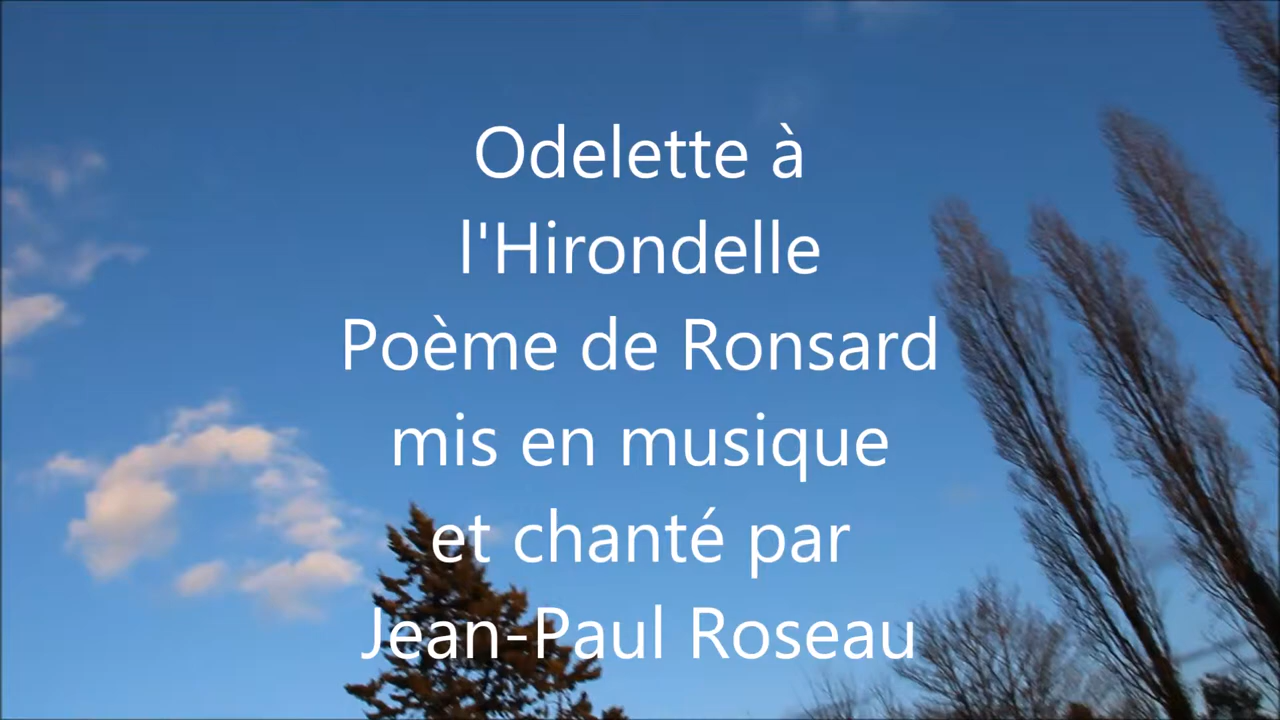 Odelette à
l'Hirondelle
Poème de Ronsard
mis en musique
et chanté par
Jean-Paul Roseau